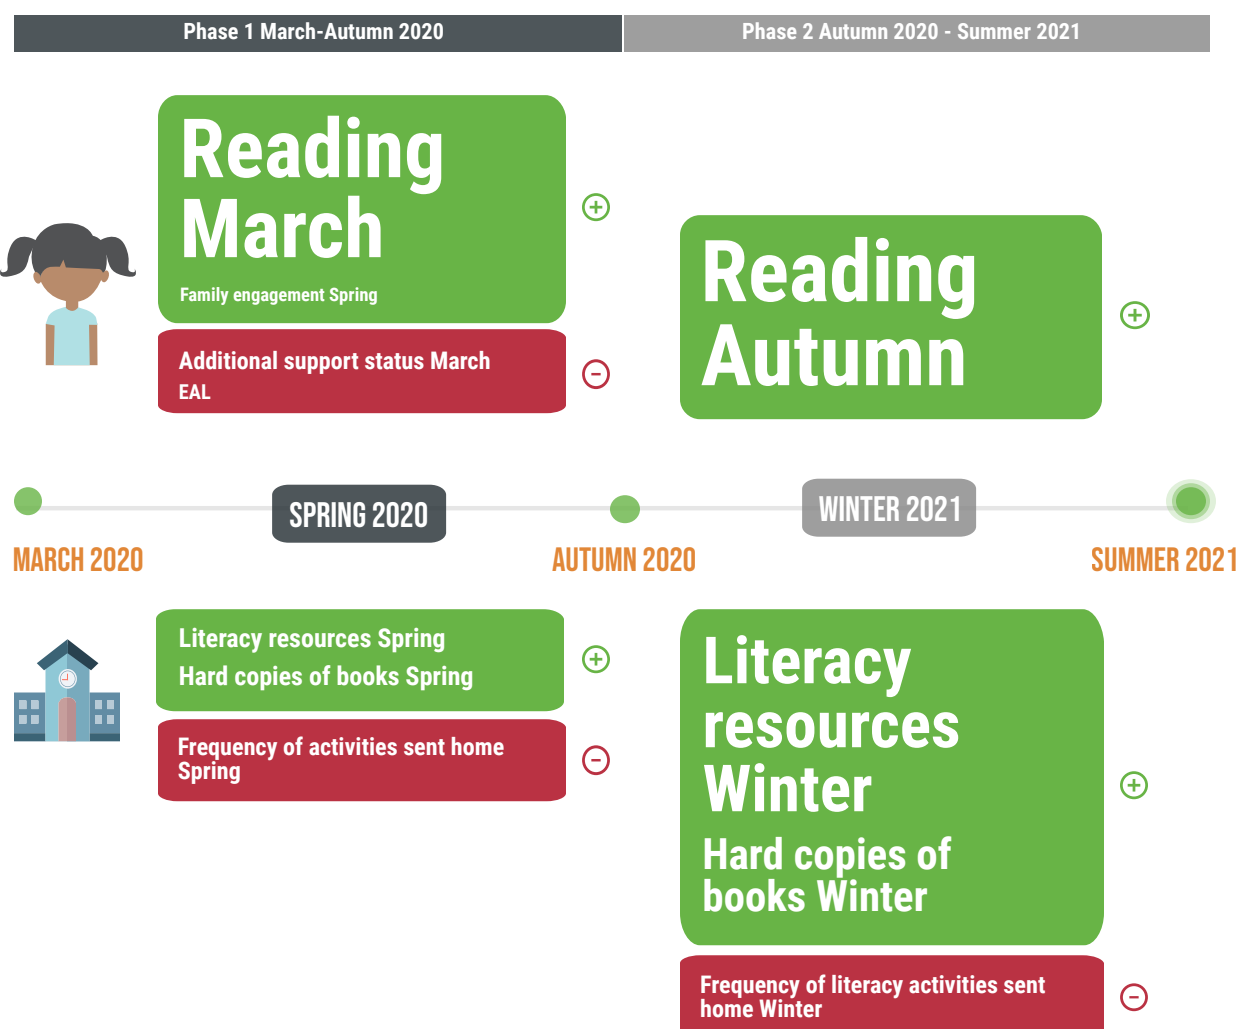 Phase 1 March-Autumn 2020
Phase 2 Autumn 2020 - Summer 2021
Reading
March
Family engagement Spring
Additional support status March
EAL
Reading
Autumn
SPRING 2020
WINTER 2021
MARCH 2020
AUTUMN 2020
SUMMER 2021
Literacy resources Spring
Hard copies of books Spring
Frequency of activities sent home
Spring
Literacy
resources
Winter
Hard copies of
books Winter
Frequency of literacy activities sent
home Winter